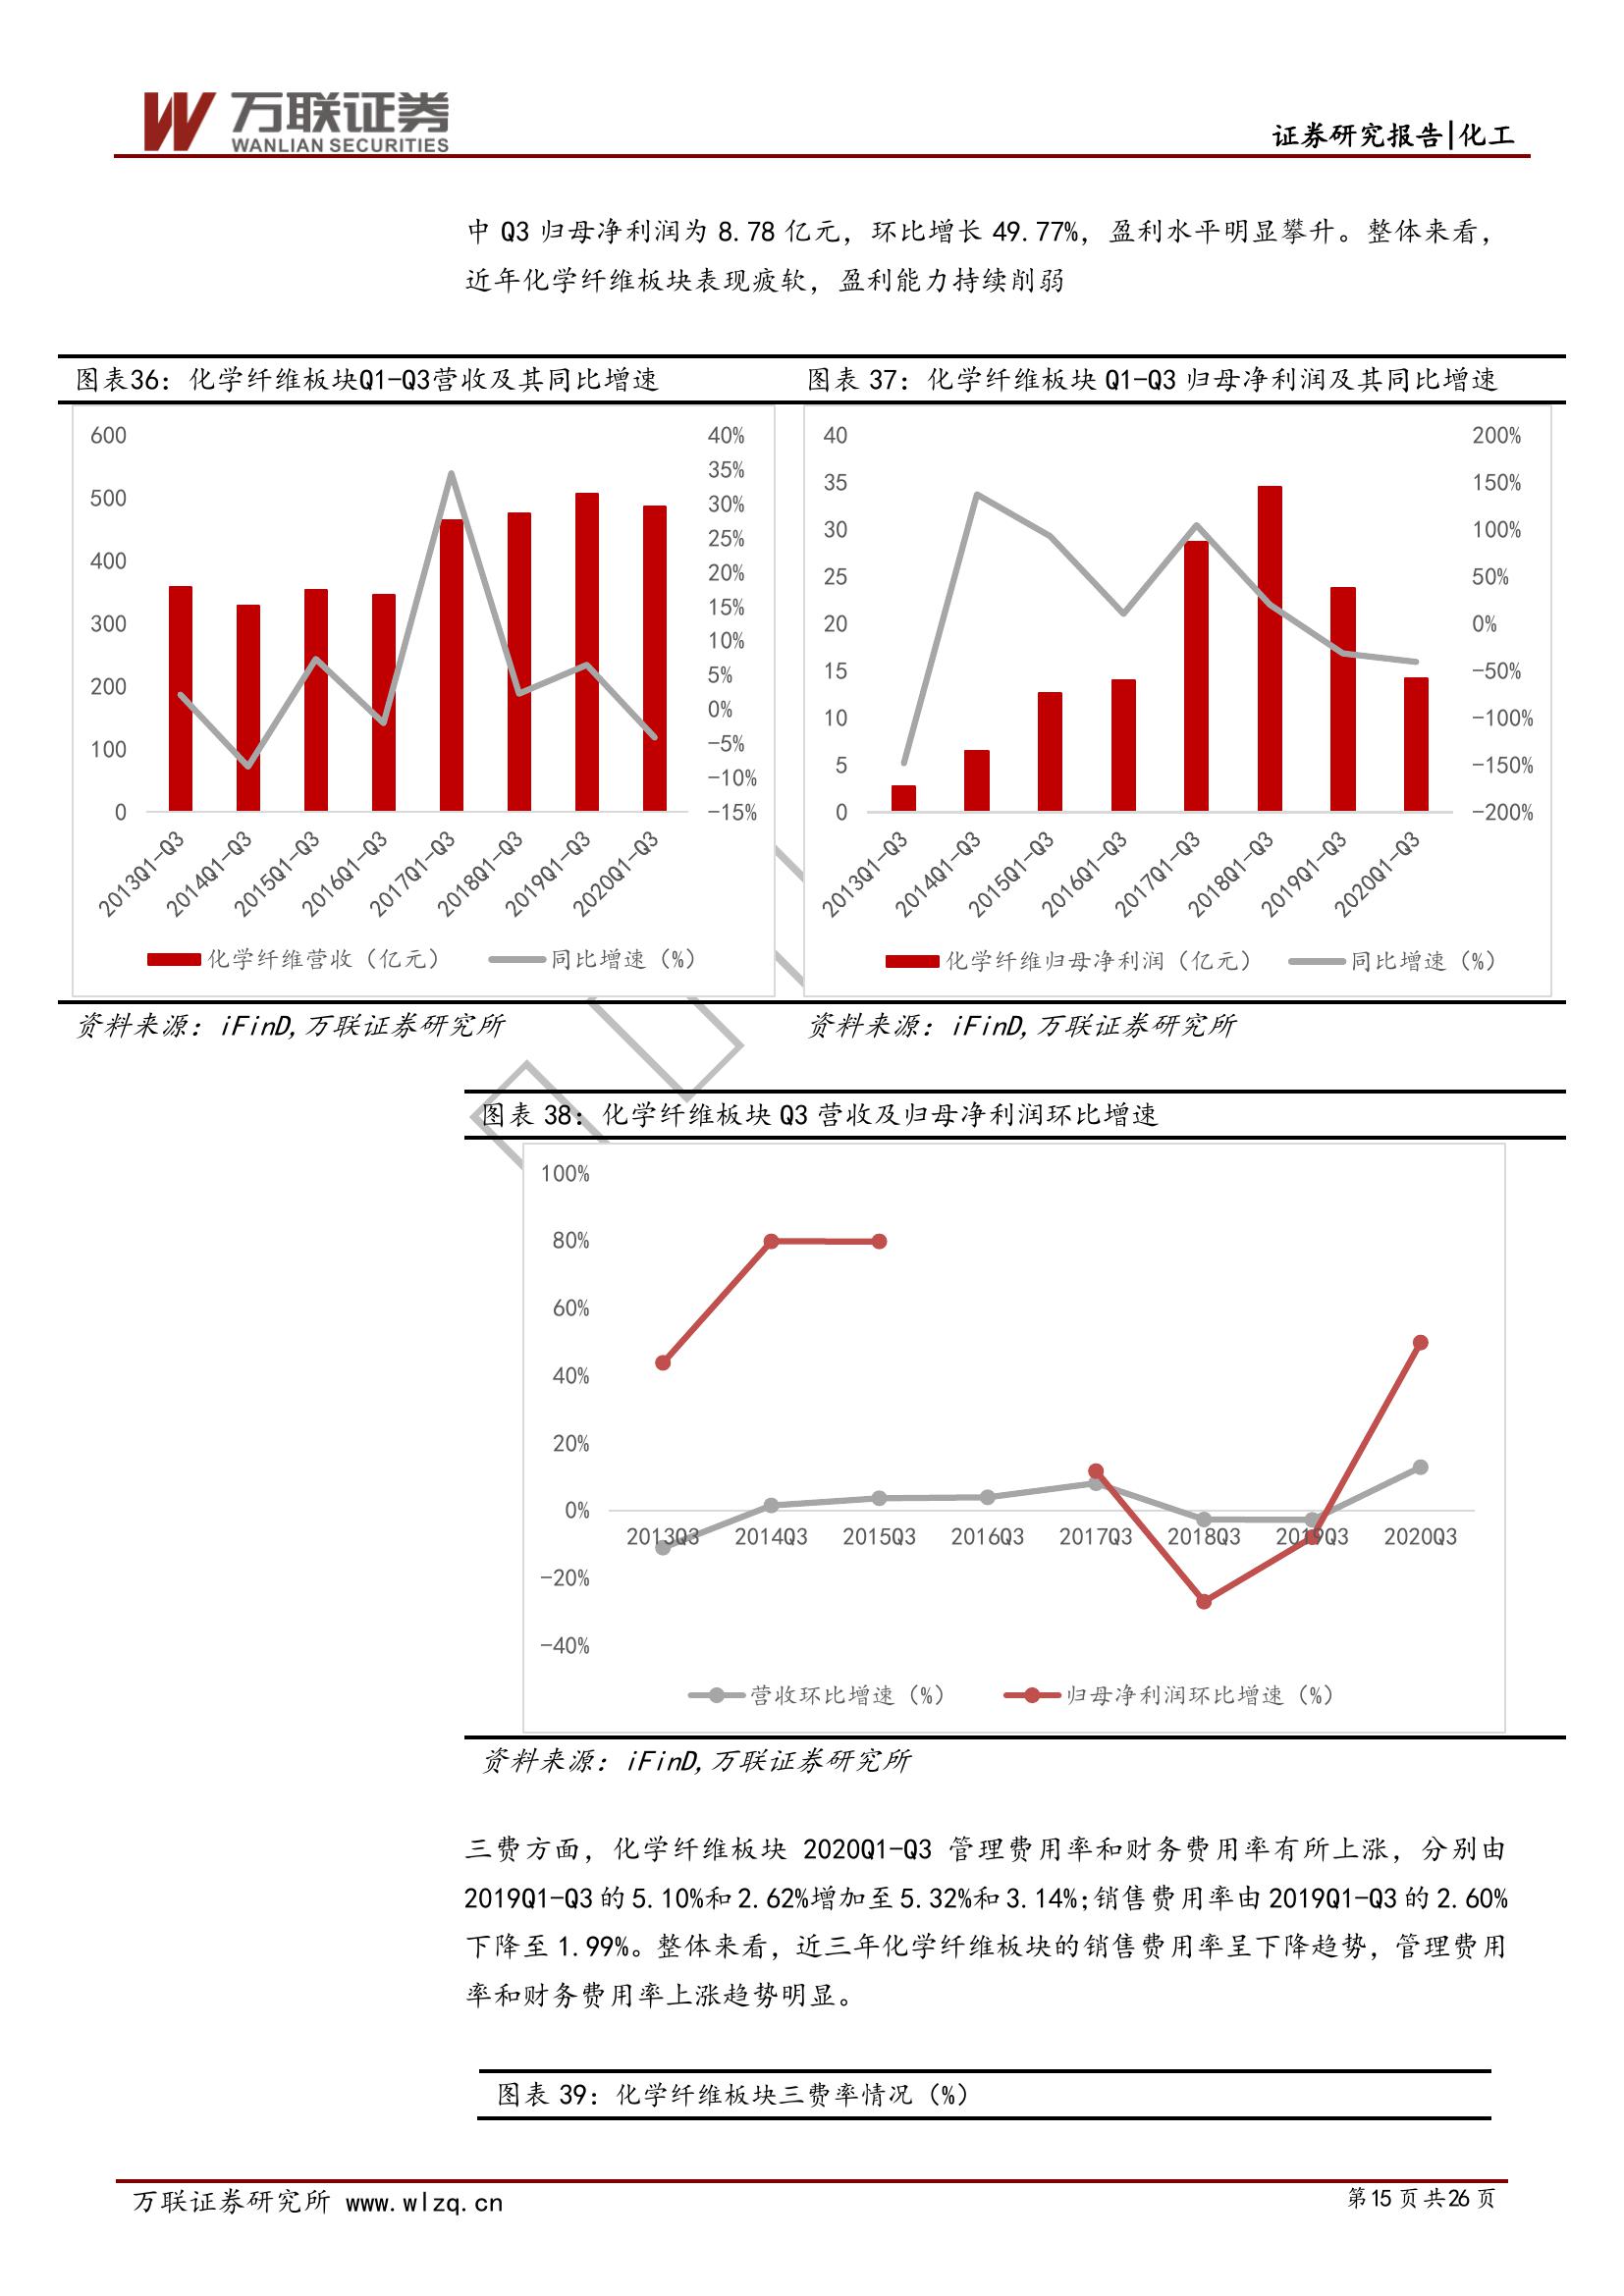 万联证券
WANLIAN SECURITIES
证券研究报告|化工
中 Q3 归母净利润为 8.78 亿元，环比增长 49.77%，盈利水平明显攀升。整体来看，
近年化学纤维板块表现疲软，盈利能力持续削弱
图表36：化学纤维板块Q1-Q3营收及其同比增速
600
500
400
300
200
100
0
40%
35%
30%
25%
20%
15%
10%
5%
0%
-5%
-10%
-15%
2013Q1-Q3
2014Q1-Q3
2015Q1-Q3
2016Q1-Q3
2017Q1-Q3
2018Q1-Q3
2019Q1-Q3
2020Q1-Q3
化学纤维营收（亿元）
同比增速（%）
资料来源：iFinD,万联证券研究所
图表 37：化学纤维板块 Q1-Q3 归母净利润及其同比增速
40
35
30
25
20
15
10
5
0
200%
150%
100%
50%
0%
-50%
-100%
-150%
-200%
2013Q1-Q3
2014Q1-Q3
2015Q1-Q3
2016Q1-Q3
2017Q1-Q3
2018Q1-Q3
2019Q1-Q3
2020Q1-Q3
化学纤维归母净利润（亿元）
同比增速（%）
资料来源：iFinD,万联证券研究所
图表 38：化学纤维板块 Q3 营收及归母净利润环比增速
100%
80%
60%
40%
20%
0%
-20%
-40%
2013Q3
2014Q3
2015Q3
2016Q3
2017Q3
2018Q3
2019Q3
2020Q3
营收环比增速（%）
归母净利润环比增速（%）
资料来源：iFinD,万联证券研究所
三费方面，化学纤维板块 2020Q1-Q3 管理费用率和财务费用率有所上涨，分别由
2019Q1-Q3 的 5.10%和 2.62%增加至 5.32%和 3.14%;销售费用率由 2019Q1-Q3 的 2.60%
下降至 1.99%。整体来看，近三年化学纤维板块的销售费用率呈下降趋势，管理费用
率和财务费用率上涨趋势明显。
图表 39：化学纤维板块三费率情况（%）
万联证券研究所 www.wlzq.cn
第 15 页 共 26 页